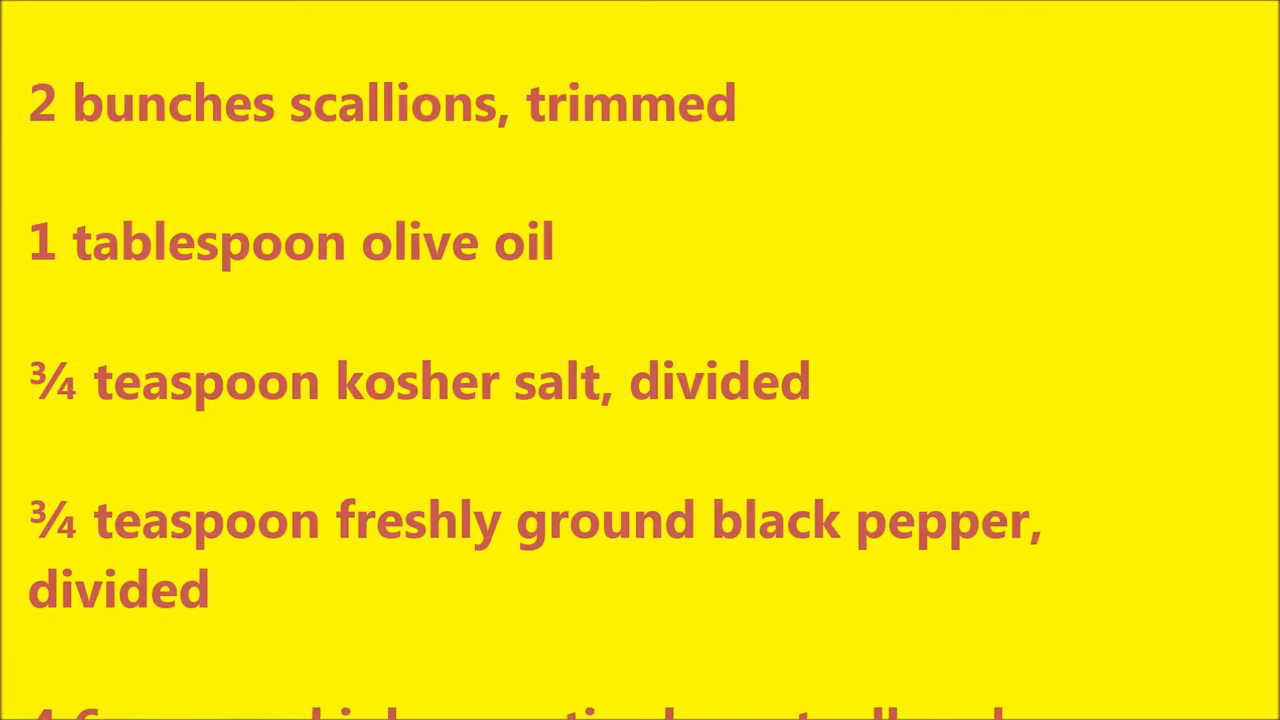 2 bunches scallions, trimmed
1 tablespoon olive oil
¾ teaspoon kosher salt, divided
¾ teaspoon freshly ground black pepper,
divided